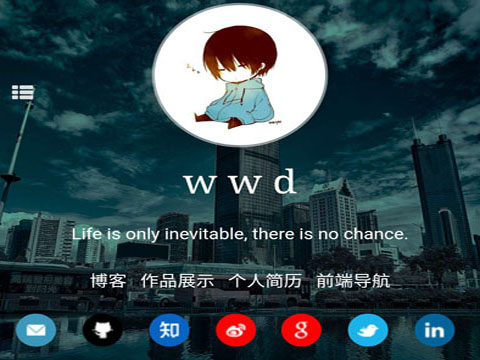 w w d
Life is only inevitable, there is no chance.
博客 作品展示 个人简历 前端导航
知 g in